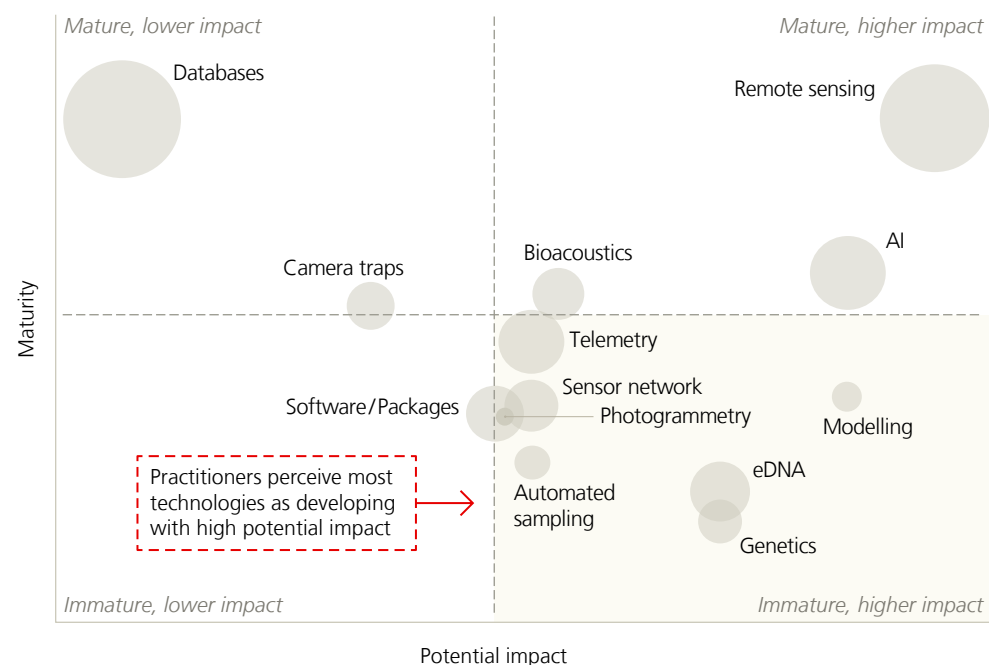 Mature, lower impact
Mature, higher impact
Databases
Remote sensing
AI
Bioacoustics
Camera traps
Maturity
Telemetry
Sensor network
Software/Packages
Photogrammetry
Modelling
Practitioners perceive most
technologies as developing
with high potential impact
eDNA
Automated
sampling
Genetics
Immature, lower impact
Immature, higher impact
Potential impact